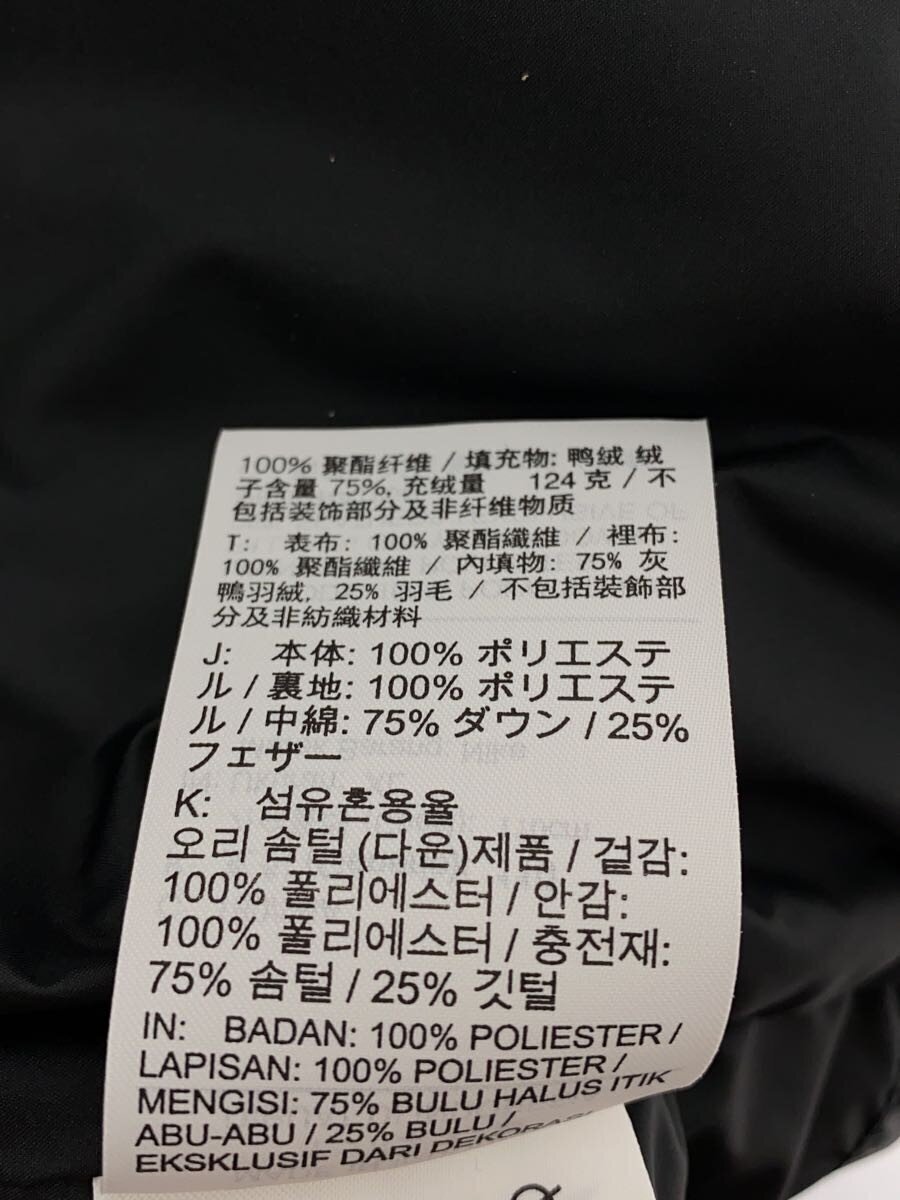 100% 聚酯纤维 / 填充物: 鸭绒 绒
子含量 75%, 充绒量 124 克 / 不
包括装饰部分及非纤维物质
T: 表布: 100% 聚酯纖維 / 裡布:
100% 聚酯纖維 / 內填物: 75% 灰
鴨羽絨, 25% 羽毛 / 不包括裝飾部
分及非紡織材料
J: 本体: 100% ポリエステ
ル / 裏地: 100% ポリエステ
ル / 中綿: 75% ダウン / 25%
フェザー
K: 섬유혼용율
오리 솜털 (다운)제품 / 겉감:
100% 폴리에스터 / 안감:
100% 폴리에스터 / 충전재:
75% 솜털 / 25% 깃털
IN: BADAN: 100% POLIESTER /
LAPISAN: 100% POLIESTER /
MENGISI: 75% BULU HALUS ITIK
ABU-ABU / 25% BULU /
EKSKLUSIF DARI DEKORASI